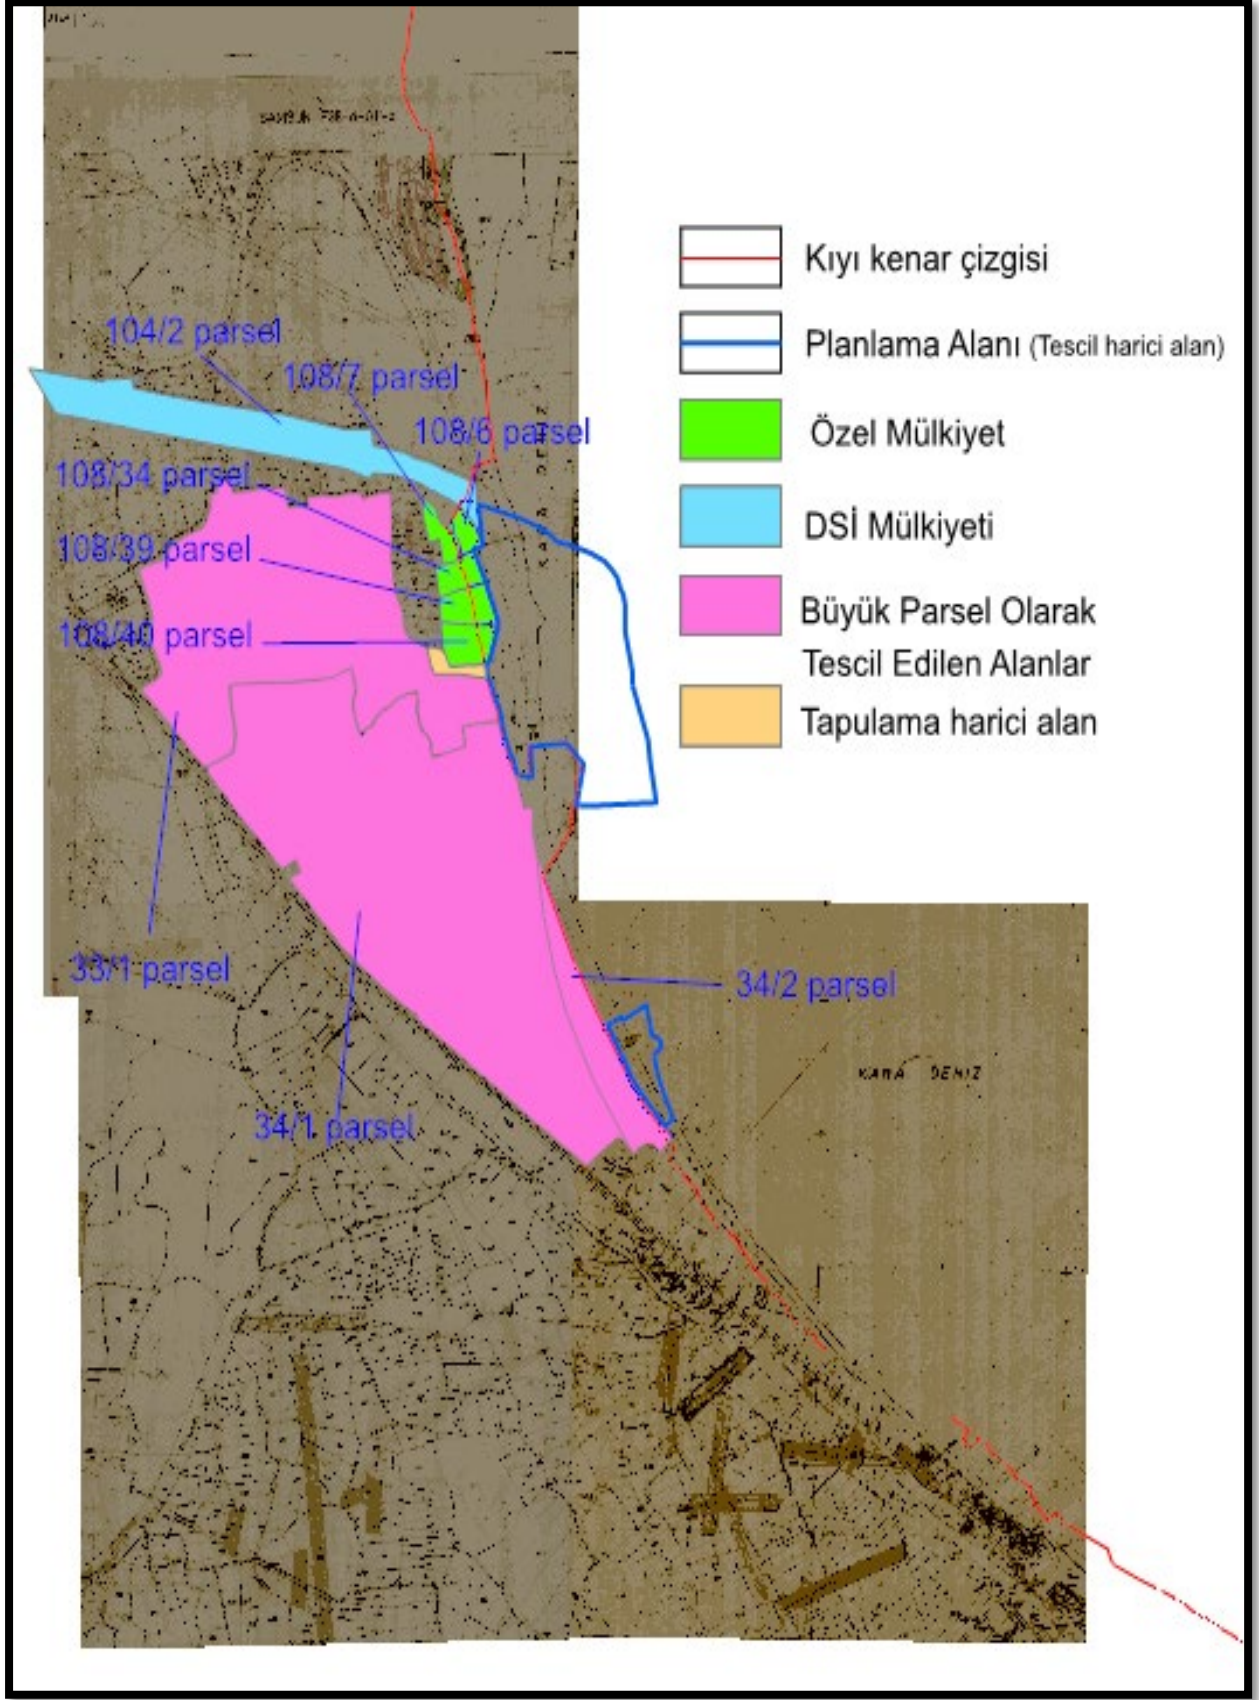 Kıyı kenar çizgisi
104/2 parsel
Planlama Alanı (Tescil harici alan)
108/7 parsel
108/6 parsel
Özel Mülkiyet
108/34 parsel
DSİ Mülkiyeti
108/39 parsel
Büyük Parsel Olarak
Tescil Edilen Alanlar
108/40 parsel
Tapulama harici alan
33/1 parsel
34/2 parsel
KARA DENIZ
34/1 parsel